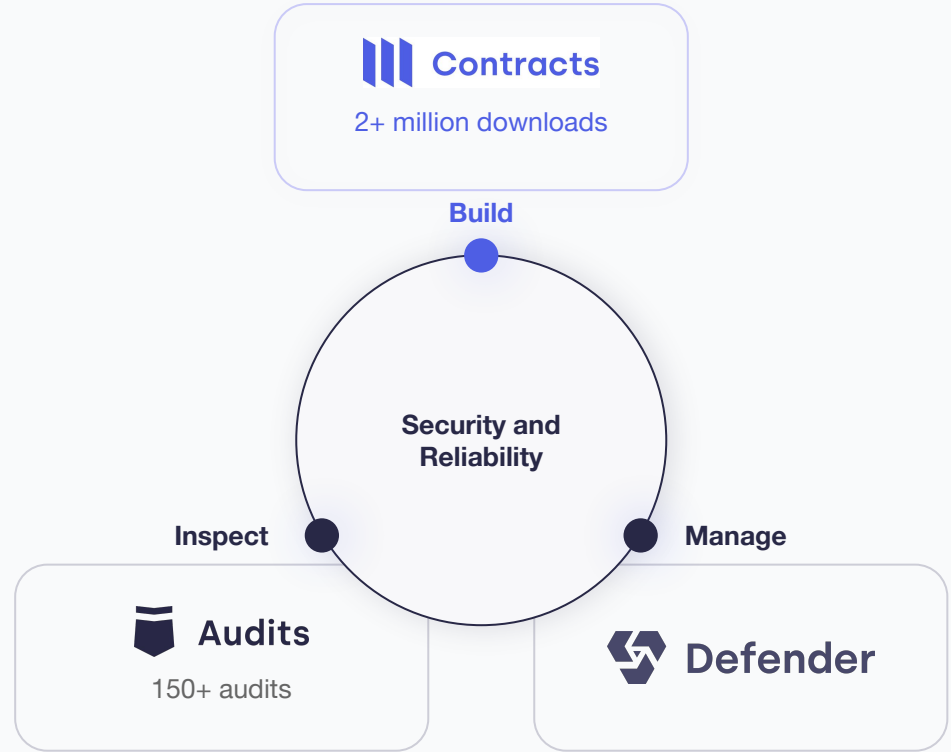 Contracts
2+ million downloads
Build
Security and
Reliability
Inspect
Manage
Audits
150+ audits
Defender